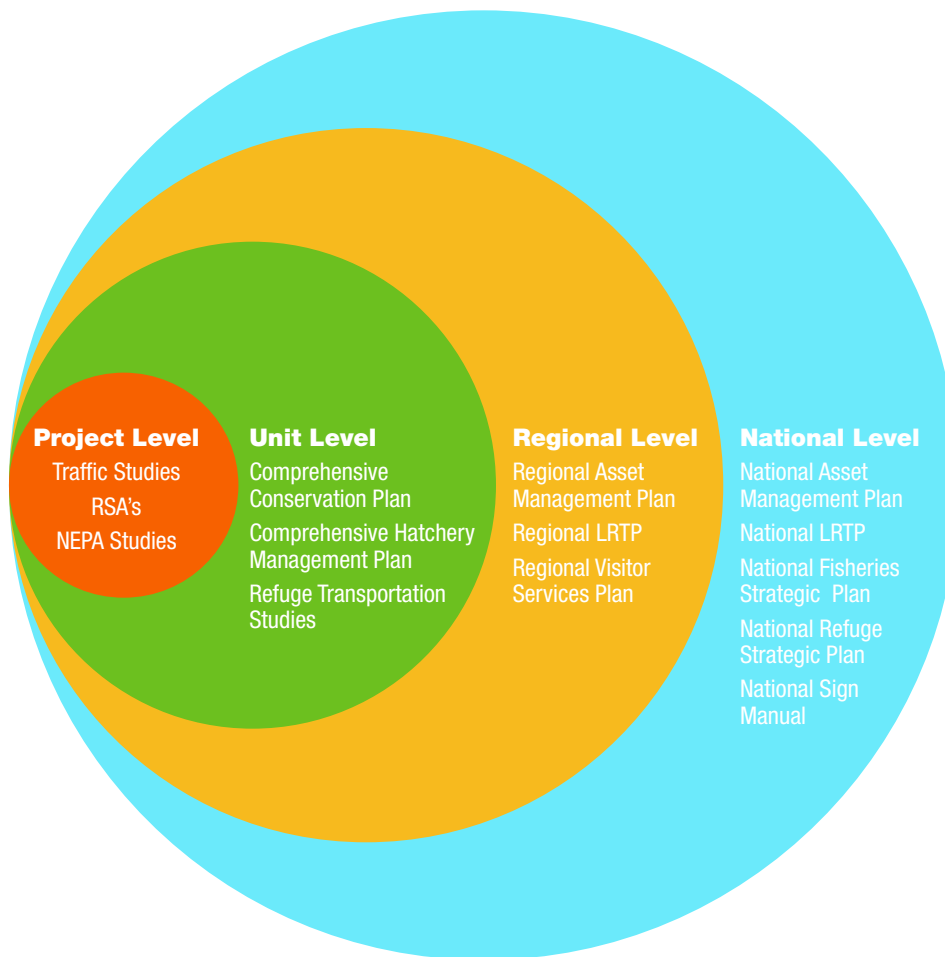 Project Level
Traffic Studies
RSA's
NEPA Studies
Unit Level
Comprehensive
Conservation Plan
Comprehensive Hatchery
Management Plan
Refuge Transportation
Studies
Regional Level
Regional Asset
Management Plan
Regional LRTP
Regional Visitor
Services Plan
National Level
National Asset
Management Plan
National LRTP
National Fisheries
Strategic Plan
National Refuge
Strategic Plan
National Sign
Manual